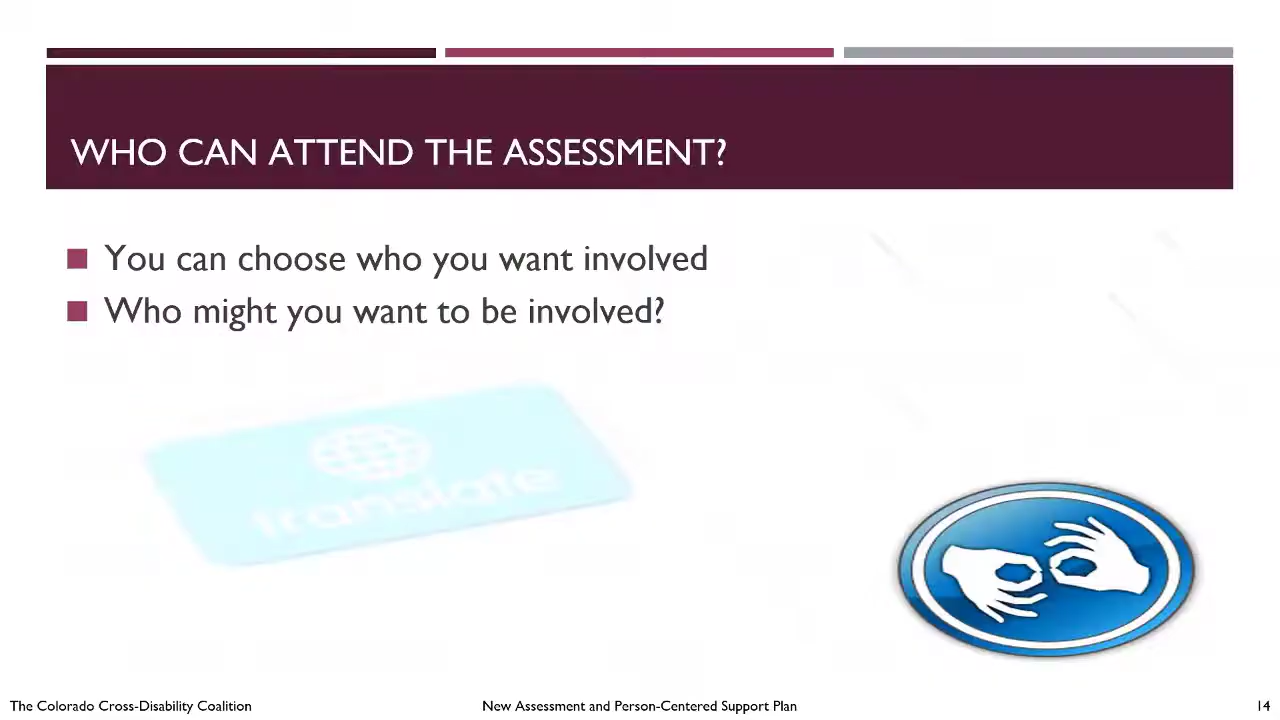 WHO CAN ATTEND THE ASSESSMENT?
You can choose who you want involved
Who might you want to be involved?
translate
The Colorado Cross-Disability Coalition
New Assessment and Person-Centered Support Plan
14